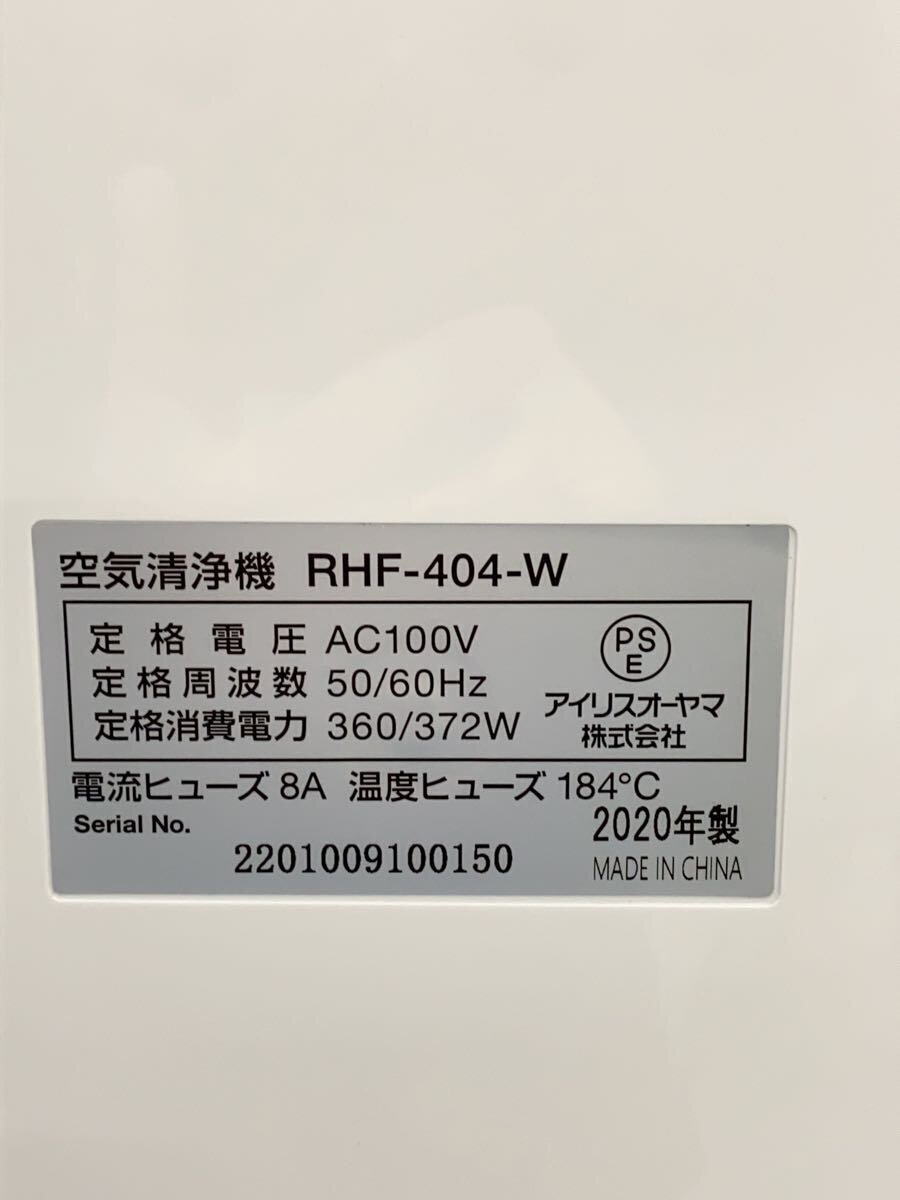 空気清浄機 RHF-404-W
定格電圧 AC100V
定格周波数 50/60Hz
定格消費電力 360/372W
PS
E
アイリスオーヤマ
株式会社
電流ヒューズ 8A 温度ヒューズ 184°C
Serial No.
2201009100150
2020年製
MADE IN CHINA